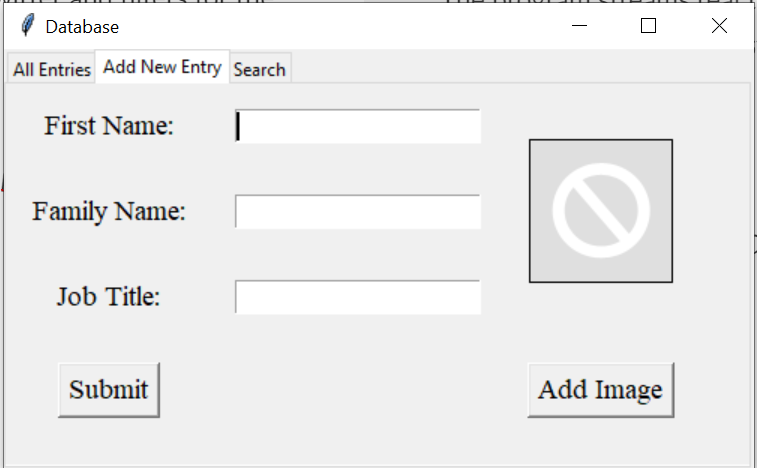 Database
All Entries Add New Entry Search
First Name:
Family Name:
Job Title:
Submit Add Image